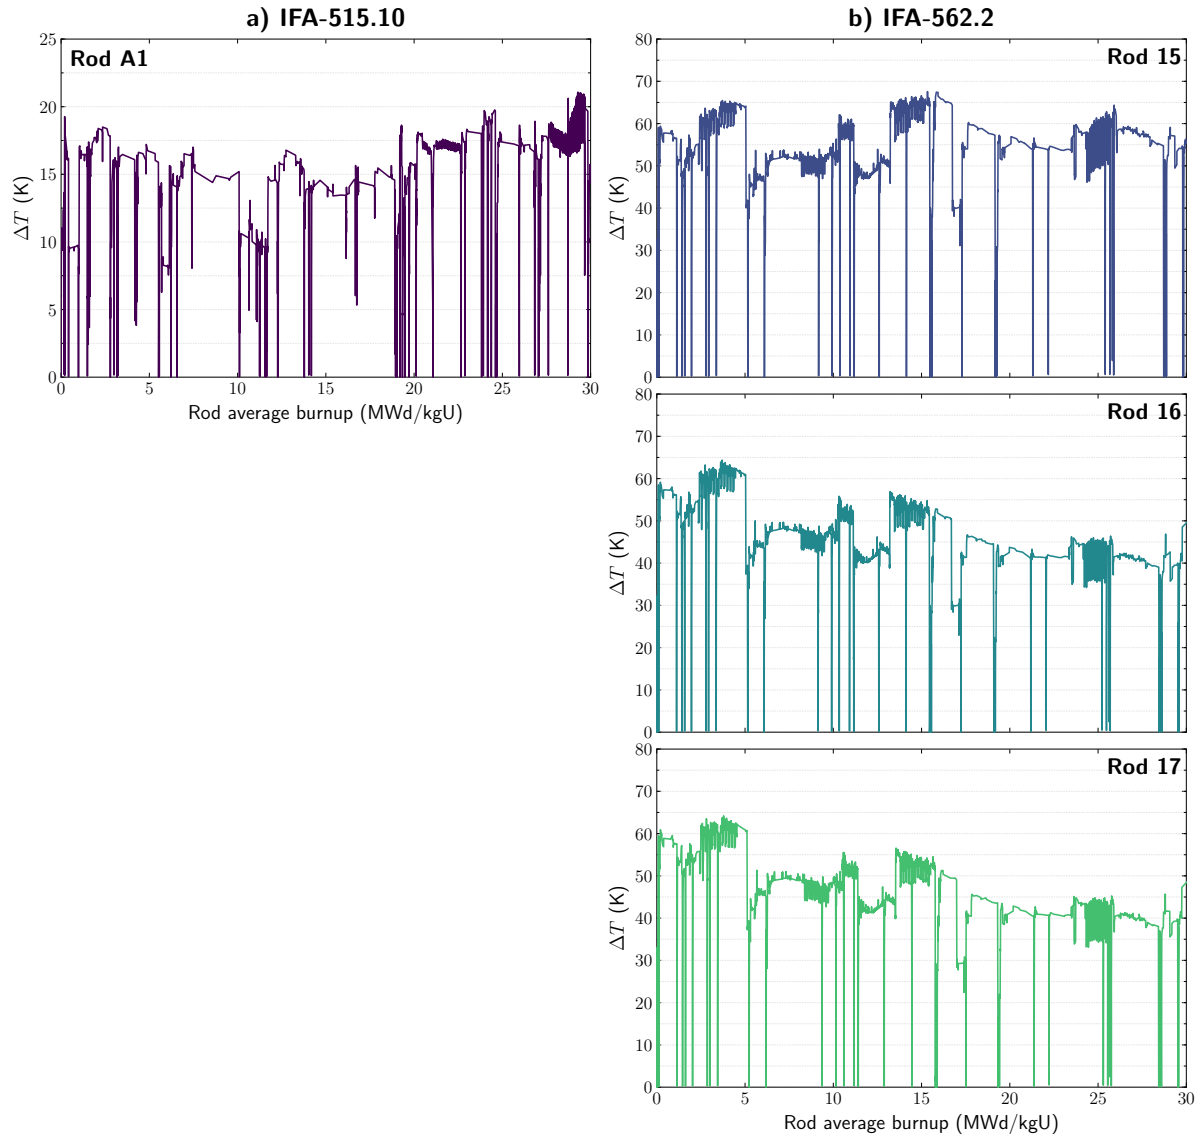 a) IFA-515.10
b) IFA-562.2
Rod A1
25
20
15
10
5
0
ΔT (K)
0 5 10 15 20 25 30
Rod average burnup (MWd/kgU)
Rod 15
80
70
60
50
40
30
20
10
0
ΔT (K)
Rod 16
80
70
60
50
40
30
20
10
0
ΔT (K)
Rod 17
80
70
60
50
40
30
20
10
0
ΔT (K)
0 5 10 15 20 25 30
Rod average burnup (MWd/kgU)